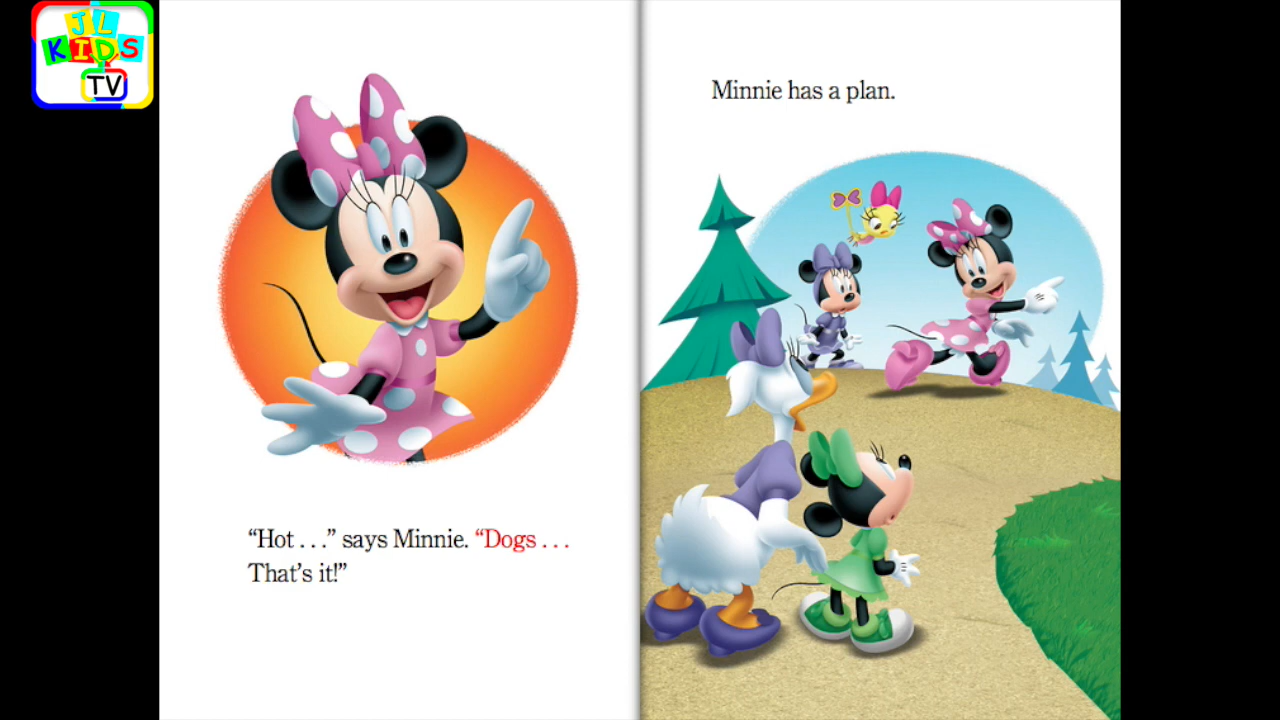 JL
KIDS
TV
Minnie has a plan.
“Hot . . .” says Minnie. “Dogs . . .
That’s it!”